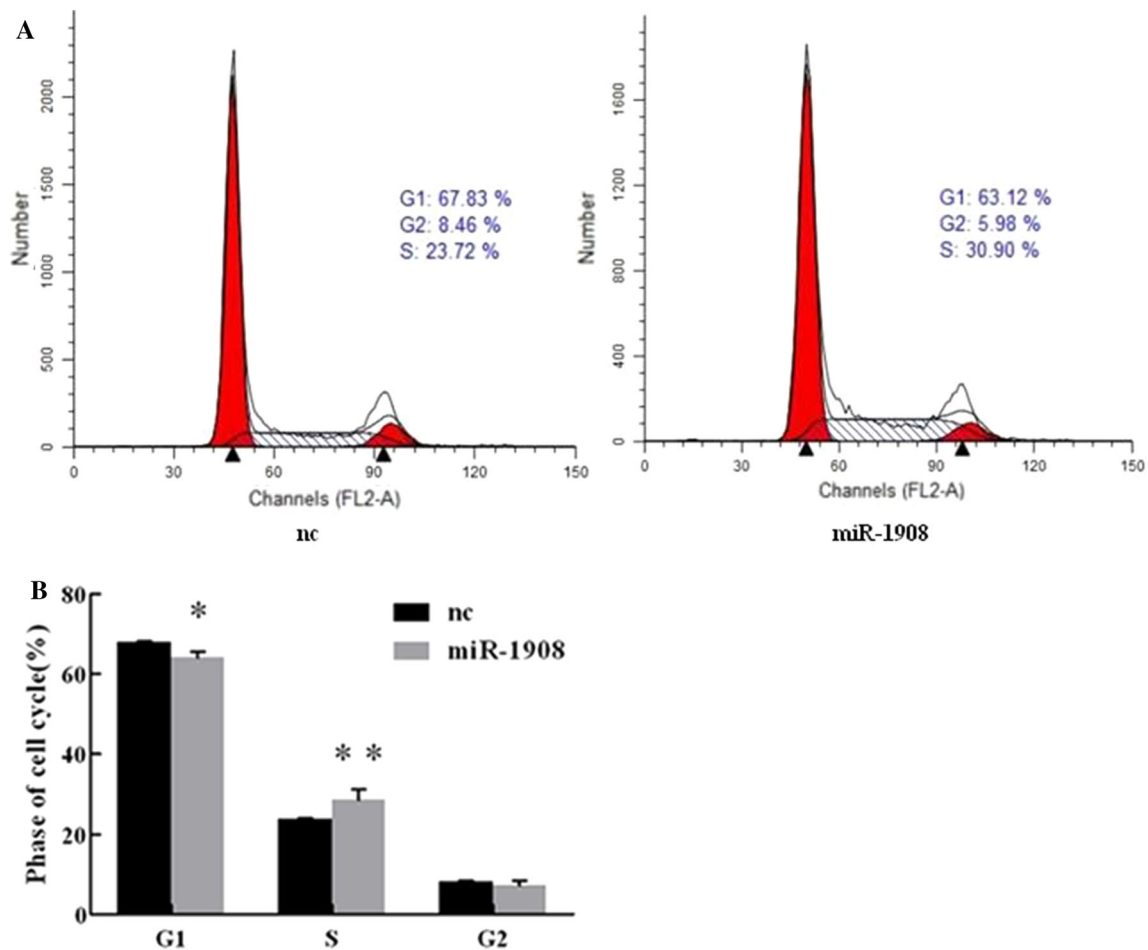 A
Number
2000
1500
1000
500
0
G1: 67.83 %
G2: 8.46 %
S: 23.72 %
0 30 60 90 120 150
Channels (FL2-A)
nc
Number
1600
1200
800
400
0
G1: 63.12 %
G2: 5.98 %
S: 30.90 %
0 30 60 90 120 150
Channels (FL2-A)
miR-1908
B
Phase of cell cycle(%)
80
60
40
20
0
*
* *
nc
miR-1908
G1 S G2